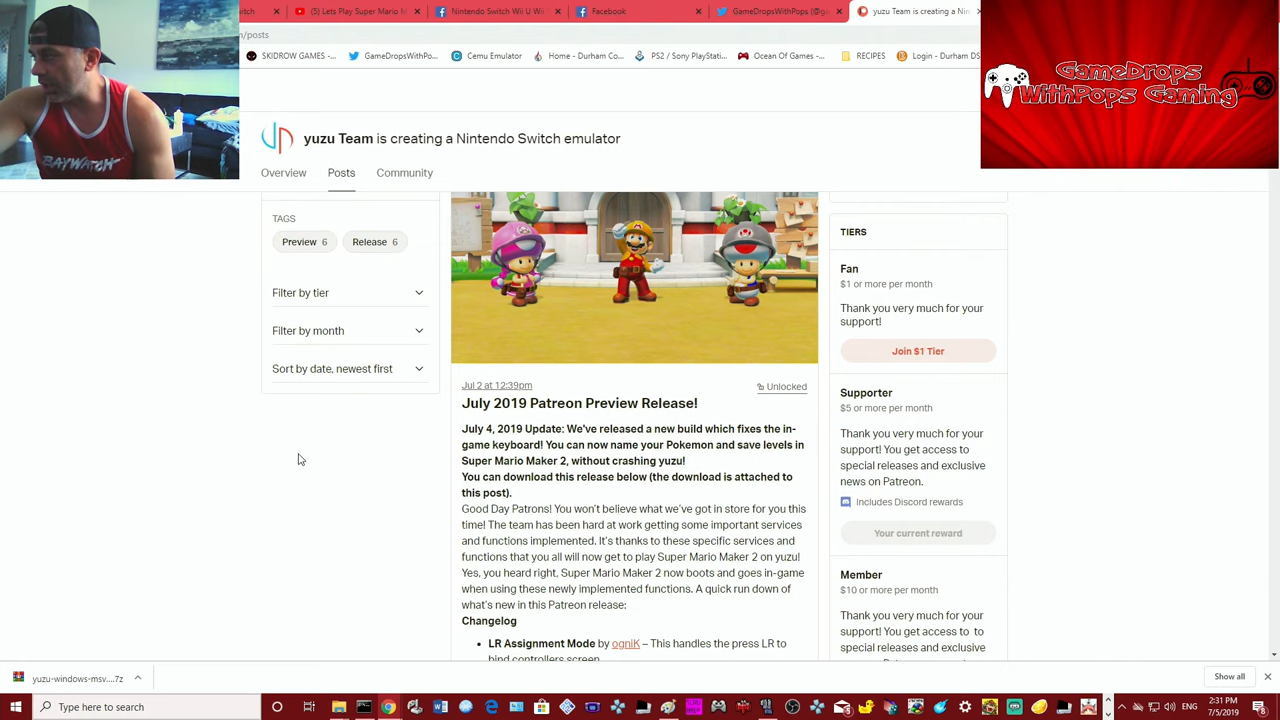 (5) Lets Play Super Mario M
Nintendo Switch Wii U Wi
Facebook
GameDropsWithPops (@ga
yuzu Team is creating a Nin
/posts
SKIDROW GAMES -...
GameDropsWithPo...
Cemu Emulator
Home - Durham Co...
PS2 / Sony PlayStati...
Ocean Of Games -...
RECIPES
Login - Durham DS
GameDrops
WithPops Gaming
BAYWATCH
yuzu Team is creating a Nintendo Switch emulator
Overview
Posts
Community
TAGS
Preview 6
Release 6
Filter by tier
Filter by month
Sort by date, newest first
Jul 2 at 12:39pm
Unlocked
July 2019 Patreon Preview Release!
July 4, 2019 Update: We've released a new build which fixes the in-
game keyboard! You can now name your Pokemon and save levels in
Super Mario Maker 2, without crashing yuzu!
You can download this release below (the download is attached to
this post).
Good Day Patrons! You won't believe what we've got in store for you this
time! The team has been hard at work getting some important services
and functions implemented. It's thanks to these specific services and
functions that you all will now get to play Super Mario Maker 2 on yuzu!
Yes, you heard right, Super Mario Maker 2 now boots and goes in-game
when using these newly implemented functions. A quick run down of
what's new in this Patreon release:
Changelog
• LR Assignment Mode by ogniK – This handles the press LR to
bind controllers screen
TIERS
Fan
$1 or more per month
Thank you very much for your
support!
Join $1 Tier
Supporter
$5 or more per month
Thank you very much for your
support! You get access to
special releases and exclusive
news on Patreon.
Includes Discord rewards
Your current reward
Member
$10 or more per month
Thank you very much for your
support! You get access to to
special releases and exclusive
yuzu-windows-msv....7z
Show all
Type here to search
2:31 PM
7/5/2019